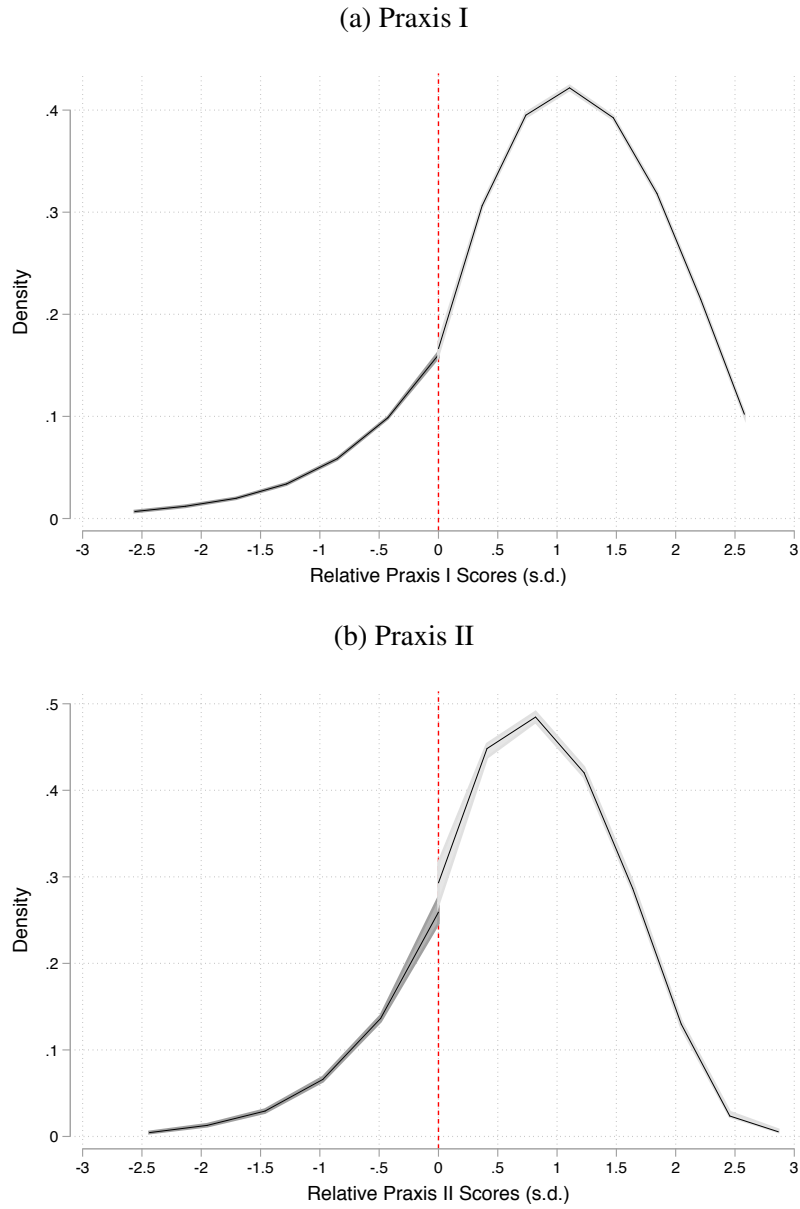 (a) Praxis I
.4
.3
.2
.1
0
Density
-3 -2.5 -2 -1.5 -1 -.5 0 .5 1 1.5 2 2.5 3
Relative Praxis I Scores (s.d.)
(b) Praxis II
.5
.4
.3
.2
.1
0
Density
-3 -2.5 -2 -1.5 -1 -.5 0 .5 1 1.5 2 2.5 3
Relative Praxis II Scores (s.d.)